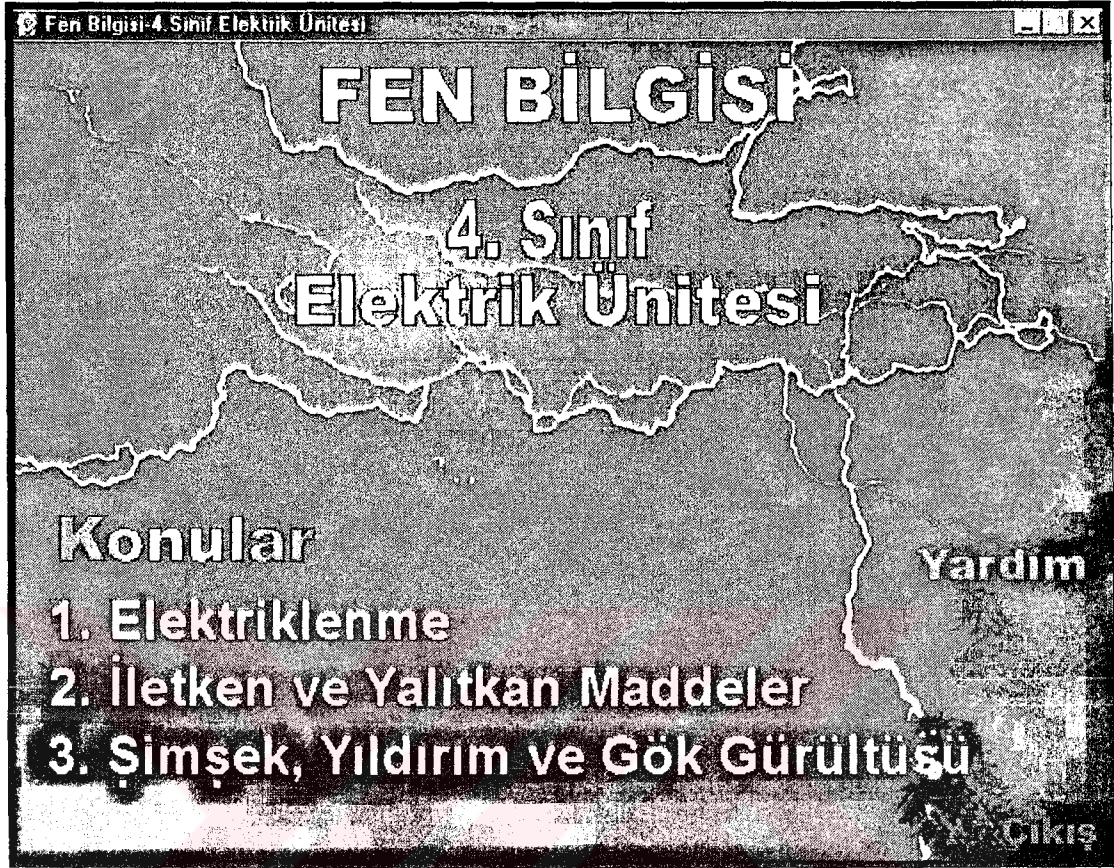 Fen Bilgisi-4.Sınıf Elektrik Ünitesi
FEN BİLGİSİ
4. Sınıf
Elektrik Ünitesi
Konular
Yardım
1. Elektriklenme
2. İletken ve Yalıtkan Maddeler
3. Şimşek, Yıldırım ve Gök Gürültüsü
Çıkış